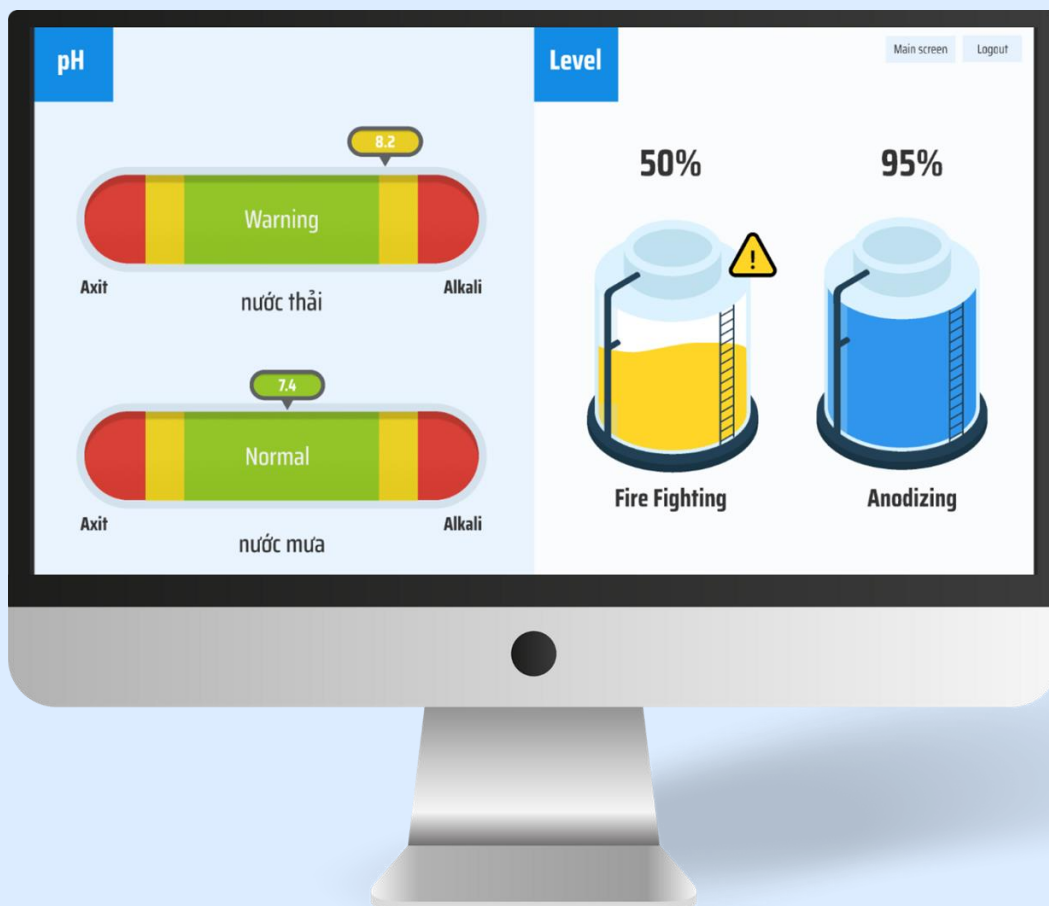 pH
8.2
Warning
Axit
Alkali
nước thải
7.4
Normal
Axit
Alkali
nước mưa
Level
Main screen
Logout
50%
95%
!
Fire Fighting
Anodizing